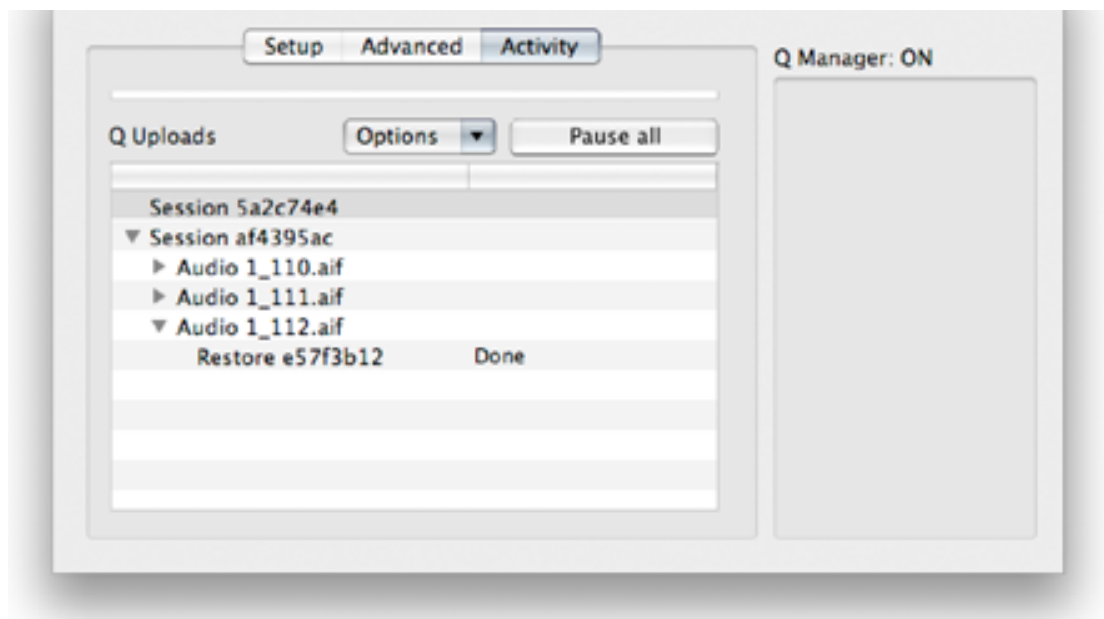 Setup Advanced Activity
Q Manager: ON
Q Uploads Options Pause all
Session 5a2c74e4
Session af4395ac
Audio 1_110.aif
Audio 1_111.aif
Audio 1_112.aif
Restore e57f3b12 Done